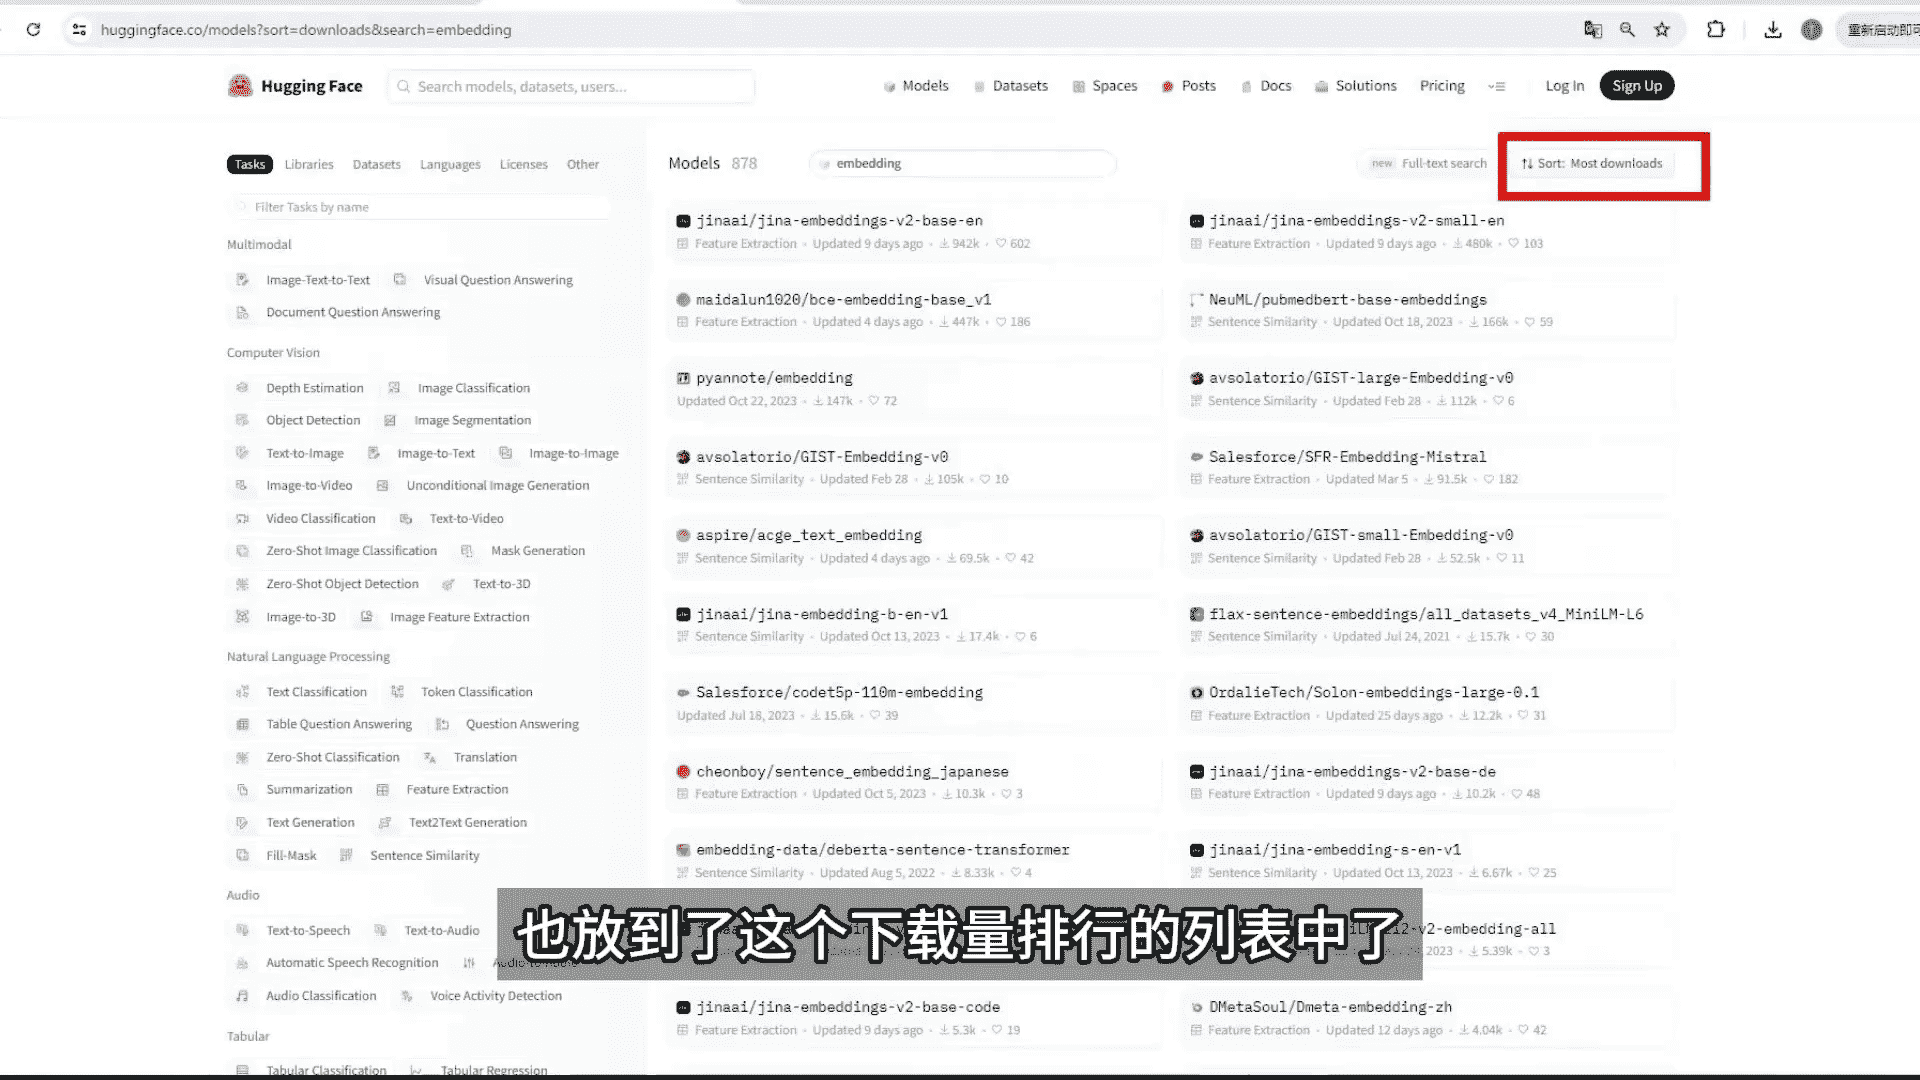 huggingface.co/models?sort=downloads&search=embedding
重新启动即可
Hugging Face
Search models, datasets, users...
Models
Datasets
Spaces
Posts
Docs
Solutions
Pricing
Log In
Sign Up
Tasks
Libraries
Datasets
Languages
Licenses
Other
Filter Tasks by name
Multimodal
Image-Text-to-Text
Visual Question Answering
Document Question Answering
Computer Vision
Depth Estimation
Image Classification
Object Detection
Image Segmentation
Text-to-Image
Image-to-Text
Image-to-Image
Image-to-Video
Unconditional Image Generation
Video Classification
Text-to-Video
Zero-Shot Image Classification
Mask Generation
Zero-Shot Object Detection
Text-to-3D
Image-to-3D
Image Feature Extraction
Natural Language Processing
Text Classification
Token Classification
Table Question Answering
Question Answering
Zero-Shot Classification
Translation
Summarization
Feature Extraction
Text Generation
Text2Text Generation
Fill-Mask
Sentence Similarity
Audio
Text-to-Speech
Text-to-Audio
Automatic Speech Recognition
Audio Classification
Voice Activity Detection
Tabular
Tabular Classification
Tabular Regression
Models 878
embedding
new Full-text search
Sort: Most downloads
jinaai/jina-embeddings-v2-base-en
Feature Extraction • Updated 9 days ago • 942k • 602
jinaai/jina-embeddings-v2-small-en
Feature Extraction • Updated 9 days ago • 480k • 103
maidalun1020/bce-embedding-base_v1
Feature Extraction • Updated 4 days ago • 447k • 186
NeuML/pubmedbert-base-embeddings
Sentence Similarity • Updated Oct 18, 2023 • 166k • 59
pyannote/embedding
Updated Oct 22, 2023 • 147k • 72
avsolatorio/GIST-large-Embedding-v0
Sentence Similarity • Updated Feb 28 • 112k • 6
avsolatorio/GIST-Embedding-v0
Sentence Similarity • Updated Feb 28 • 105k • 10
Salesforce/SFR-Embedding-Mistral
Feature Extraction • Updated Mar 5 • 91.5k • 182
aspire/acge_text_embedding
Sentence Similarity • Updated 4 days ago • 69.5k • 42
avsolatorio/GIST-small-Embedding-v0
Sentence Similarity • Updated Feb 28 • 52.5k • 11
jinaai/jina-embedding-b-en-v1
Sentence Similarity • Updated Oct 13, 2023 • 17.4k • 6
flax-sentence-embeddings/all_datasets_v4_MiniLM-L6
Sentence Similarity • Updated Jul 24, 2021 • 15.7k • 30
Salesforce/codet5p-110m-embedding
Updated Jul 18, 2023 • 15.6k • 39
OrdalieTech/Solon-embeddings-large-0.1
Feature Extraction • Updated 25 days ago • 12.2k • 31
cheonboy/sentence_embedding_japanese
Feature Extraction • Updated Oct 5, 2023 • 10.3k • 3
jinaai/jina-embeddings-v2-base-de
Feature Extraction • Updated 9 days ago • 10.2k • 48
embedding-data/deberta-sentence-transformer
Sentence Similarity • Updated Aug 5, 2022 • 8.33k • 4
jinaai/jina-embedding-s-en-v1
Sentence Similarity • Updated Oct 13, 2023 • 6.67k • 25
-v2-embedding-all
2023 • 5.39k • 3
也放到了这个下载量排行的列表中了
jinaai/jina-embeddings-v2-base-code
Feature Extraction • Updated 9 days ago • 5.3k • 19
DMetaSoul/Dmeta-embedding-zh
Feature Extraction • Updated 12 days ago • 4.04k • 42